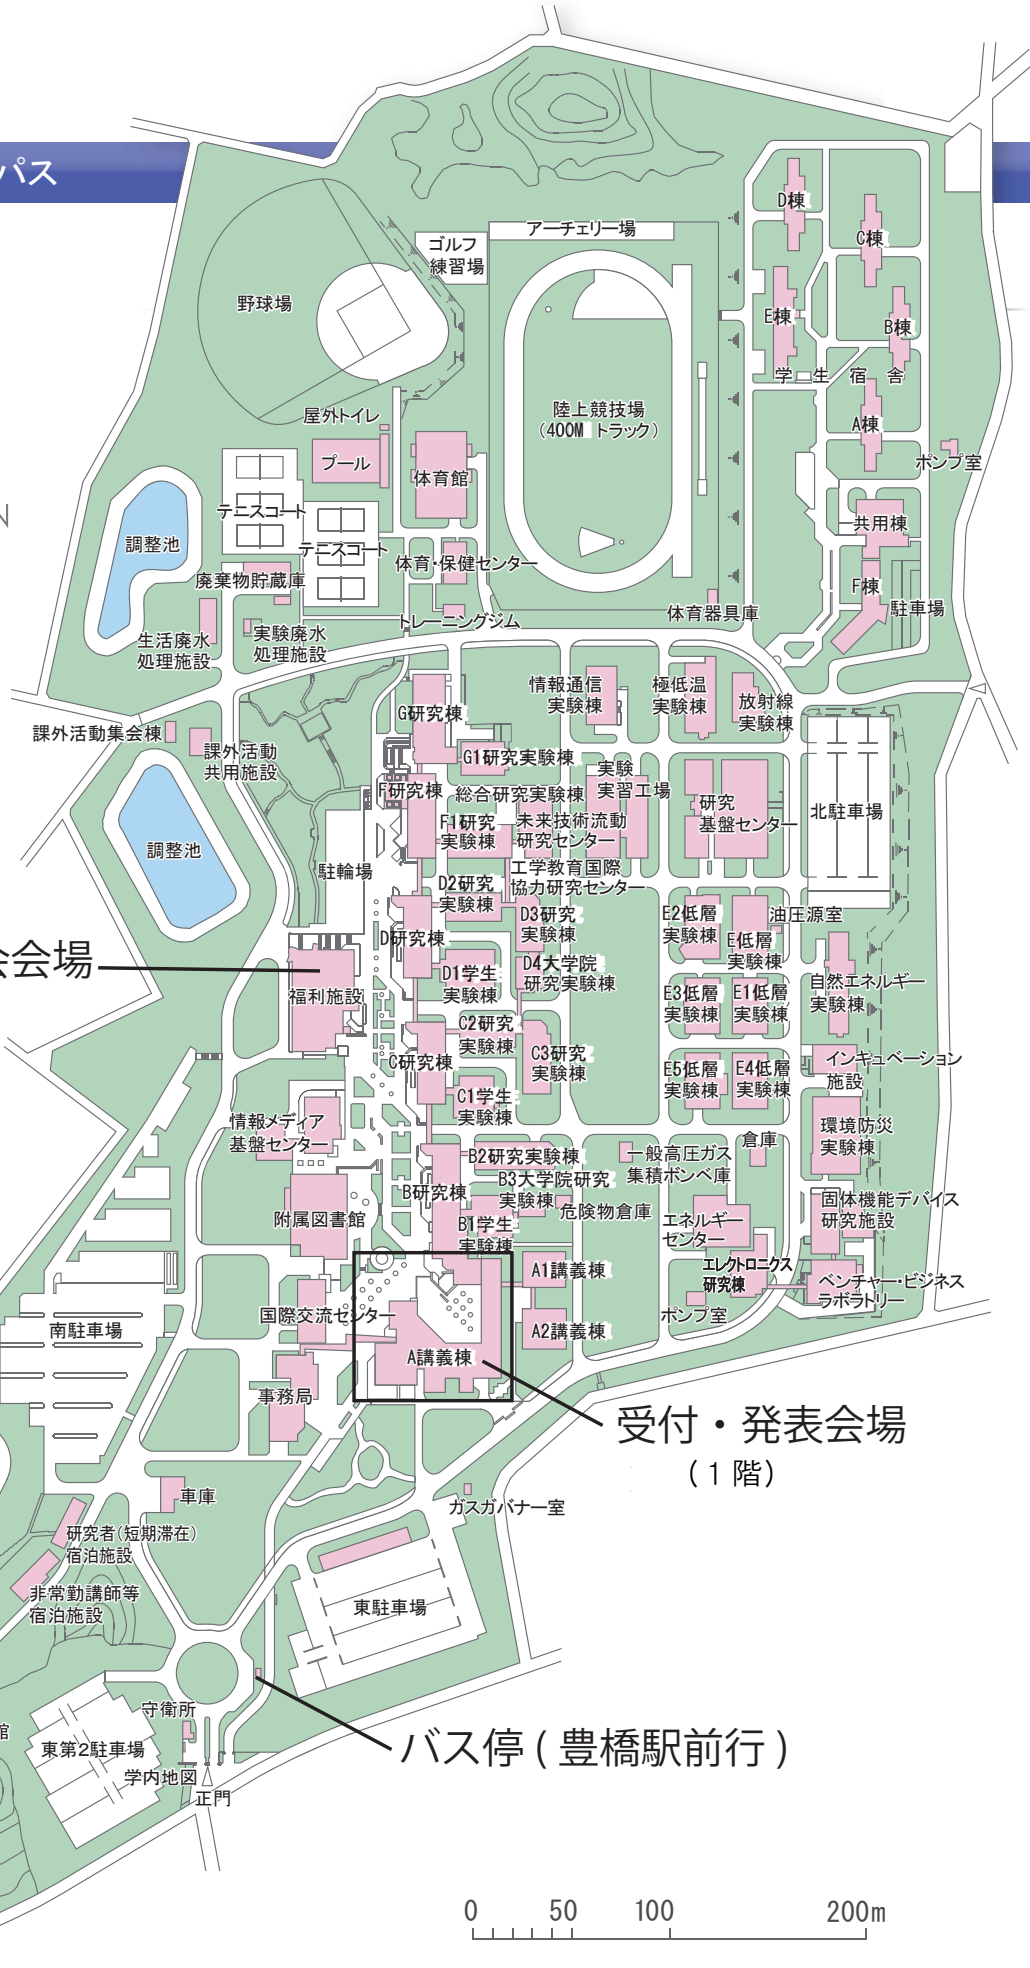 パス
D棟
C棟
アーチェリー場
ゴルフ
練習場
野球場
E棟
B棟
学生宿舎
屋外トイレ
陸上競技場
(400M トラック)
A棟
プール
体育館
ポンプ室
N
テニスコート
共用棟
調整池
テニスコート
体育・保健センター
廃棄物貯蔵庫
F棟
体育器具庫
駐車場
トレーニングジム
生活廃水
処理施設
実験廃水
処理施設
情報通信
実験棟
極低温
実験棟
放射線
実験棟
G研究棟
課外活動集会棟
課外活動
共用施設
G1研究実験棟
実験
実習工場
F研究棟
総合研究実験棟
研究
基盤センター
北駐車場
F1研究
実験棟
未来技術流動
研究センター
調整池
駐輪場
工学教育国際
協力研究センター
D2研究
実験棟
D3研究
実験棟
E2低層
実験棟
油圧源室
E低層
実験棟
D研究棟
会会場
D4大学院
研究実験棟
D1学生
実験棟
自然エネルギー
実験棟
福利施設
E3低層
実験棟
E1低層
実験棟
C2研究
実験棟
C研究棟
C3研究
実験棟
インキュベーション
施設
E5低層
実験棟
E4低層
実験棟
C1学生
実験棟
情報メディア
基盤センター
環境防災
実験棟
倉庫
一般高圧ガス
集積ボンベ庫
B2研究実験棟
B3大学院研究
実験棟
B研究棟
危険物倉庫
固体機能デバイス
研究施設
附属図書館
B1学生
実験棟
エネルギー
センター
A1講義棟
エレクトロニクス
研究棟
ベンチャー・ビジネス
ラボラトリー
国際交流センター
ポンプ室
南駐車場
A2講義棟
A講義棟
事務局
受付・発表会場
(1階)
車庫
ガスガバナー室
研究者(短期滞在)
宿泊施設
非常勤講師等
宿泊施設
東駐車場
守衛所
館
東第2駐車場
バス停(豊橋駅前行)
学内地図
正門
0 50 100 200m